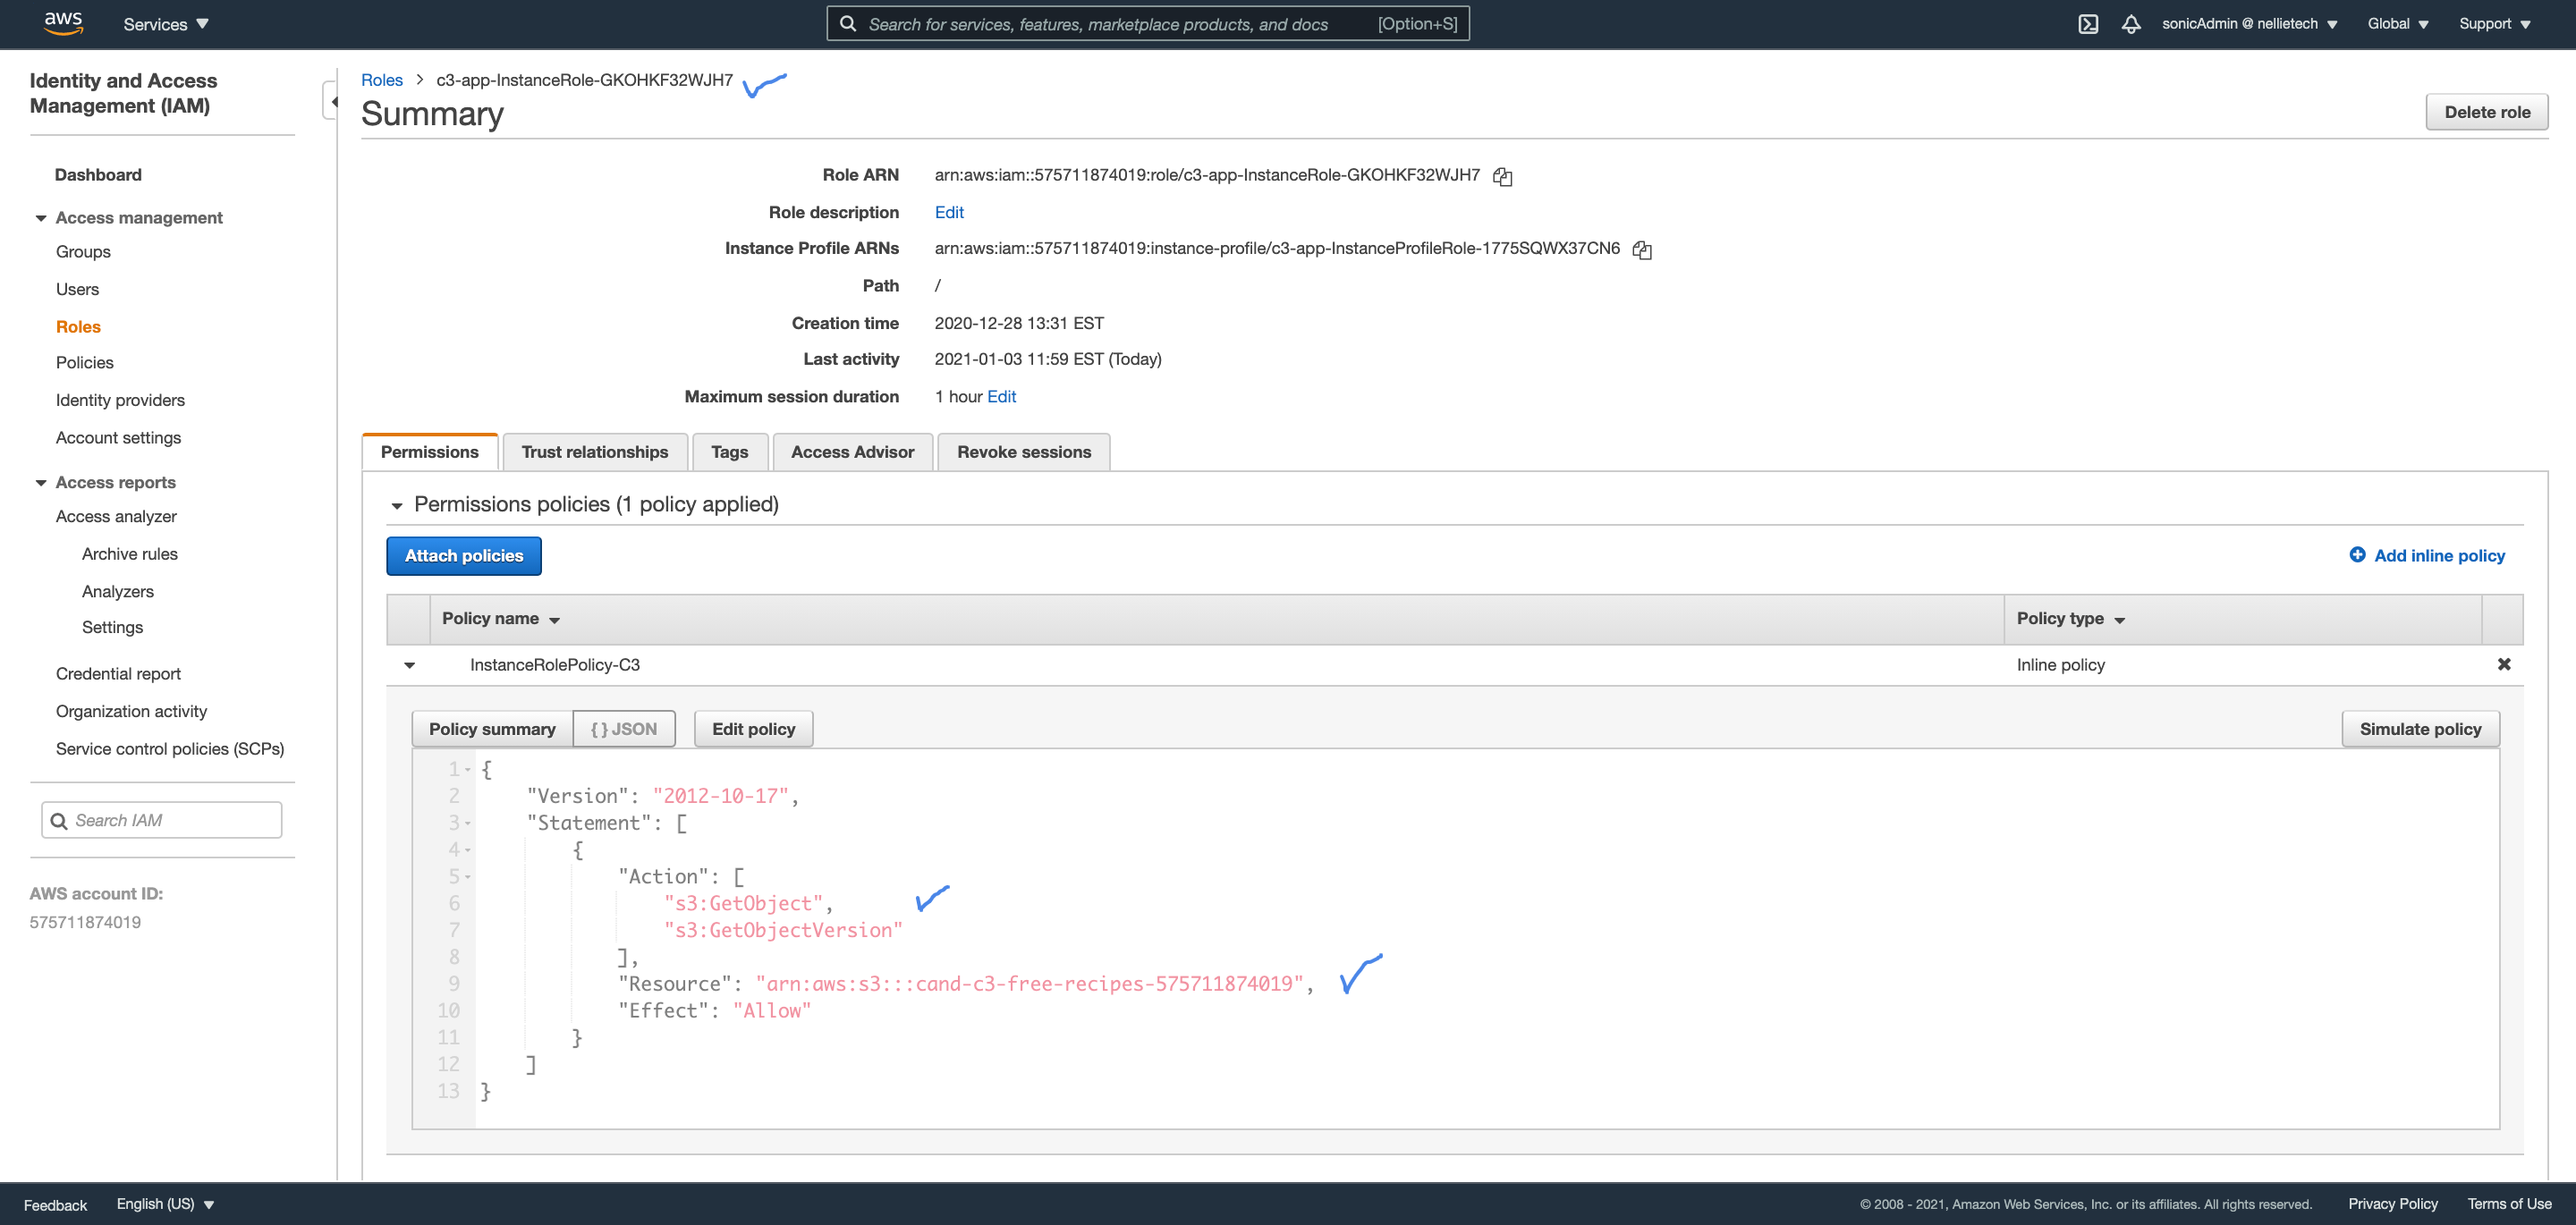 aws
Services
Search for services, features, marketplace products, and docs [Option+S]
sonicAdmin @ nellietech
Global
Support
Identity and Access
Management (IAM)
Dashboard
Access management
Groups
Users
Roles
Policies
Identity providers
Account settings
Access reports
Access analyzer
Archive rules
Analyzers
Settings
Credential report
Organization activity
Service control policies (SCPs)
Search IAM
AWS account ID:
575711874019
Roles > c3-app-InstanceRole-GKOHKF32WJH7
Summary
Delete role
Role ARN arn:aws:iam::575711874019:role/c3-app-InstanceRole-GKOHKF32WJH7
Role description Edit
Instance Profile ARNs arn:aws:iam::575711874019:instance-profile/c3-app-InstanceProfileRole-1775SQWX37CN6
Path /
Creation time 2020-12-28 13:31 EST
Last activity 2021-01-03 11:59 EST (Today)
Maximum session duration 1 hour Edit
Permissions
Trust relationships
Tags
Access Advisor
Revoke sessions
Permissions policies (1 policy applied)
Attach policies
Add inline policy
Policy name
Policy type
InstanceRolePolicy-C3
Inline policy
Policy summary
{ } JSON
Edit policy
Simulate policy
1 {
2 "Version": "2012-10-17",
3 "Statement": [
4 {
5 "Action": [
6 "s3:GetObject",
7 "s3:GetObjectVersion"
8 ],
9 "Resource": "arn:aws:s3:::cand-c3-free-recipes-575711874019",
10 "Effect": "Allow"
11 }
12 ]
13 }
Feedback
English (US)
© 2008 - 2021, Amazon Web Services, Inc. or its affiliates. All rights reserved.
Privacy Policy
Terms of Use